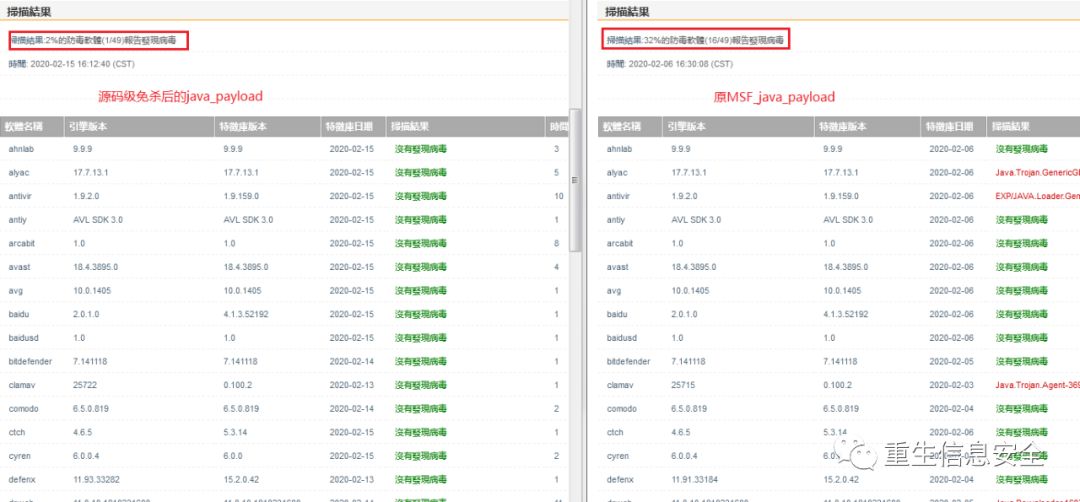 掃描結果
掃描結果:2%的防毒軟體(1/49)報告發現病毒
時間: 2020-02-15 16:12:40 (CST)
源码级免杀后的java_payload
軟體名稱 引擎版本 特徵庫版本 特徵庫日期 掃描結果 時間
ahnlab 9.9.9 9.9.9 2020-02-15 沒有發現病毒 3
alyac 17.7.13.1 17.7.13.1 2020-02-15 沒有發現病毒 5
antivir 1.9.2.0 1.9.159.0 2020-02-15 沒有發現病毒 10
antiy AVL SDK 3.0 AVL SDK 3.0 2020-02-15 沒有發現病毒 1
arcabit 1.0 1.0 2020-02-15 沒有發現病毒 8
avast 18.4.3895.0 18.4.3895.0 2020-02-15 沒有發現病毒 4
avg 10.0.1405 10.0.1405 2020-02-15 沒有發現病毒 1
baidu 2.0.1.0 4.1.3.52192 2020-02-15 沒有發現病毒 1
baidusd 1.0 1.0 2020-02-15 沒有發現病毒 1
bitdefender 7.141118 7.141118 2020-02-14 沒有發現病毒 1
clamav 25722 0.100.2 2020-02-13 沒有發現病毒 1
comodo 6.5.0.819 6.5.0.819 2020-02-14 沒有發現病毒 2
ctch 4.6.5 5.3.14 2020-02-15 沒有發現病毒 1
cyren 6.0.0.4 6.0.0 2020-02-15 沒有發現病毒 2
defenx 11.93.33282 15.2.0.42 2020-02-13 沒有發現病毒 1
掃描結果
掃描結果:32%的防毒軟體(16/49)報告發現病毒
時間: 2020-02-06 16:30:08 (CST)
原MSF_java_payload
軟體名稱 引擎版本 特徵庫版本 特徵庫日期 掃描結果
ahnlab 9.9.9 9.9.9 2020-02-06 沒有發現病毒
alyac 17.7.13.1 17.7.13.1 2020-02-06 Java.Trojan.GenericG
antivir 1.9.2.0 1.9.159.0 2020-02-06 EXP/JAVA.Loader.Gen
antiy AVL SDK 3.0 AVL SDK 3.0 2020-02-06 沒有發現病毒
arcabit 1.0 1.0 2020-02-06 沒有發現病毒
avast 18.4.3895.0 18.4.3895.0 2020-02-06 沒有發現病毒
avg 10.0.1405 10.0.1405 2020-02-06 沒有發現病毒
baidu 2.0.1.0 4.1.3.52192 2020-02-06 沒有發現病毒
baidusd 1.0 1.0 2020-02-06 沒有發現病毒
bitdefender 7.141118 7.141118 2020-02-05 沒有發現病毒
clamav 25715 0.100.2 2020-02-03 Java.Trojan.Agent-369
comodo 6.5.0.819 6.5.0.819 2020-02-04 沒有發現病毒
ctch 4.6.5 5.3.14 2020-02-06 沒有發現病毒
cyren 6.0.0.4
defenx 11.91.33184 15.2.0.42 2020-02-04 沒有發現病毒
重生信息安全